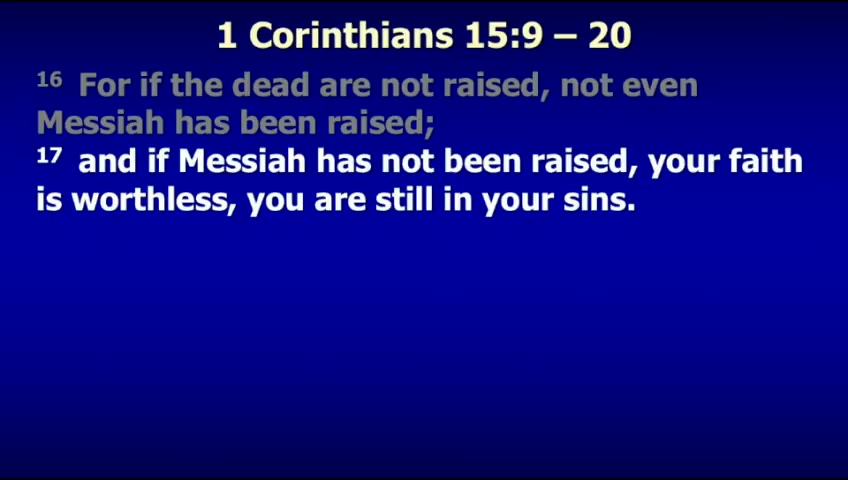 1 Corinthians 15:9 – 20
16 For if the dead are not raised, not even
Messiah has been raised;
17 and if Messiah has not been raised, your faith
is worthless, you are still in your sins.